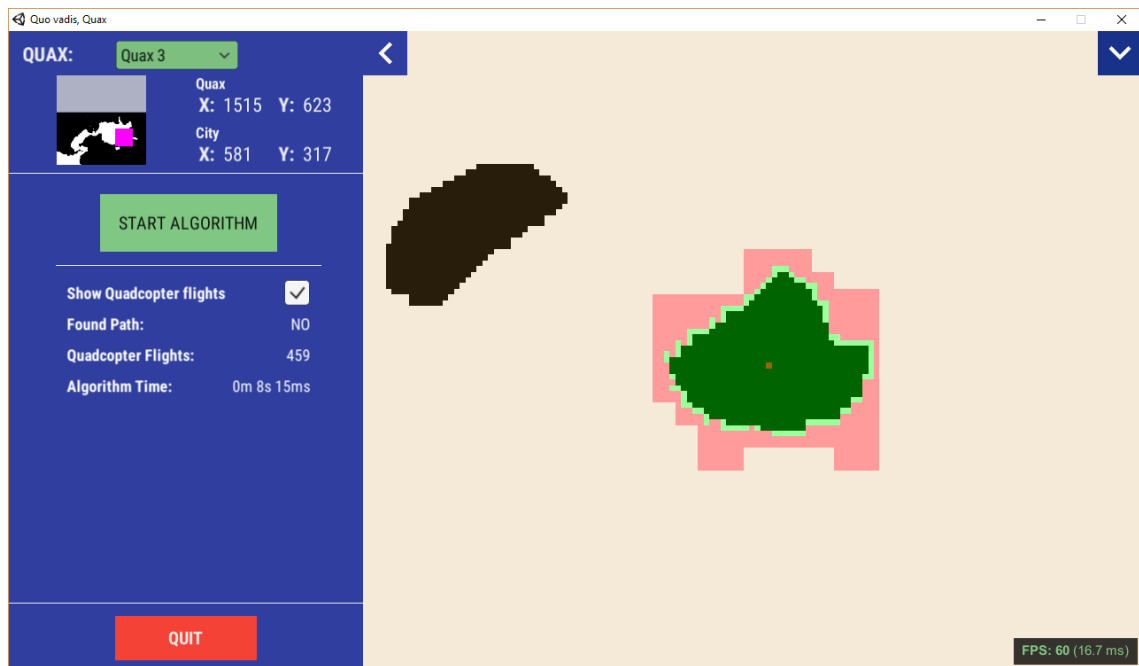 Quo vadis, Quax
QUAX: Quax 3
Quax
X: 1515 Y: 623
City
X: 581 Y: 317
START ALGORITHM
Show Quadcopter flights
Found Path: NO
Quadcopter Flights: 459
Algorithm Time: 0m 8s 15ms
QUIT
FPS: 60 (16.7 ms)